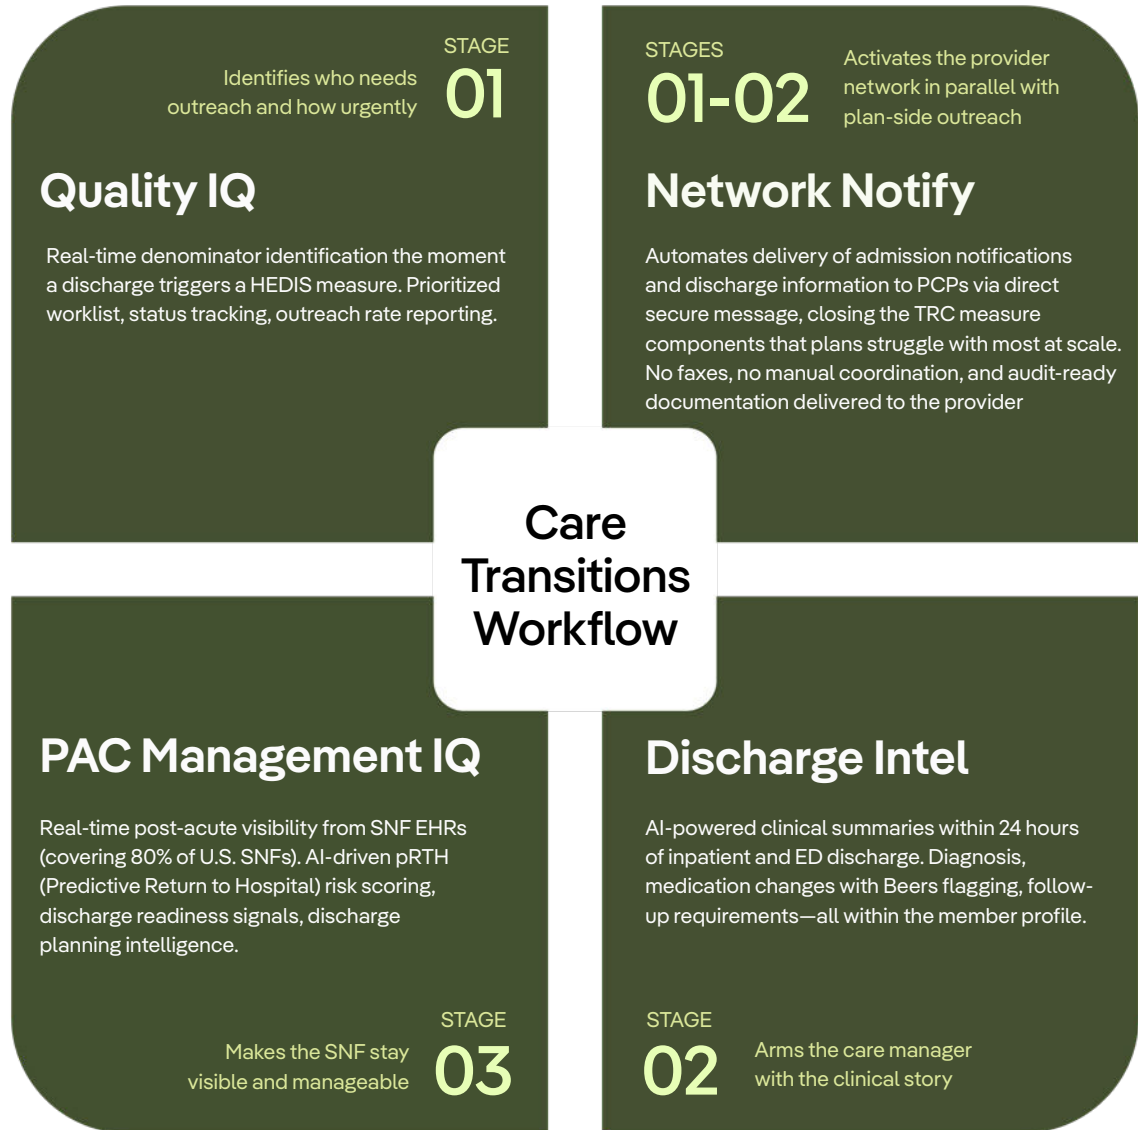 STAGE
01
Identifies who needs
outreach and how urgently
Quality IQ
Real-time denominator identification the moment
a discharge triggers a HEDIS measure. Prioritized
worklist, status tracking, outreach rate reporting.
STAGES
01-02
Activates the provider
network in parallel with
plan-side outreach
Network Notify
Automates delivery of admission notifications
and discharge information to PCPs via direct
secure message, closing the TRC measure
components that plans struggle with most at scale.
No faxes, no manual coordination, and audit-ready
documentation delivered to the provider
Care
Transitions
Workflow
PAC Management IQ
Real-time post-acute visibility from SNF EHRs
(covering 80% of U.S. SNFs). AI-driven pRTH
(Predictive Return to Hospital) risk scoring,
discharge readiness signals, discharge
planning intelligence.
STAGE
03
Makes the SNF stay
visible and manageable
Discharge Intel
AI-powered clinical summaries within 24 hours
of inpatient and ED discharge. Diagnosis,
medication changes with Beers flagging, follow-
up requirements—all within the member profile.
STAGE
02
Arms the care manager
with the clinical story